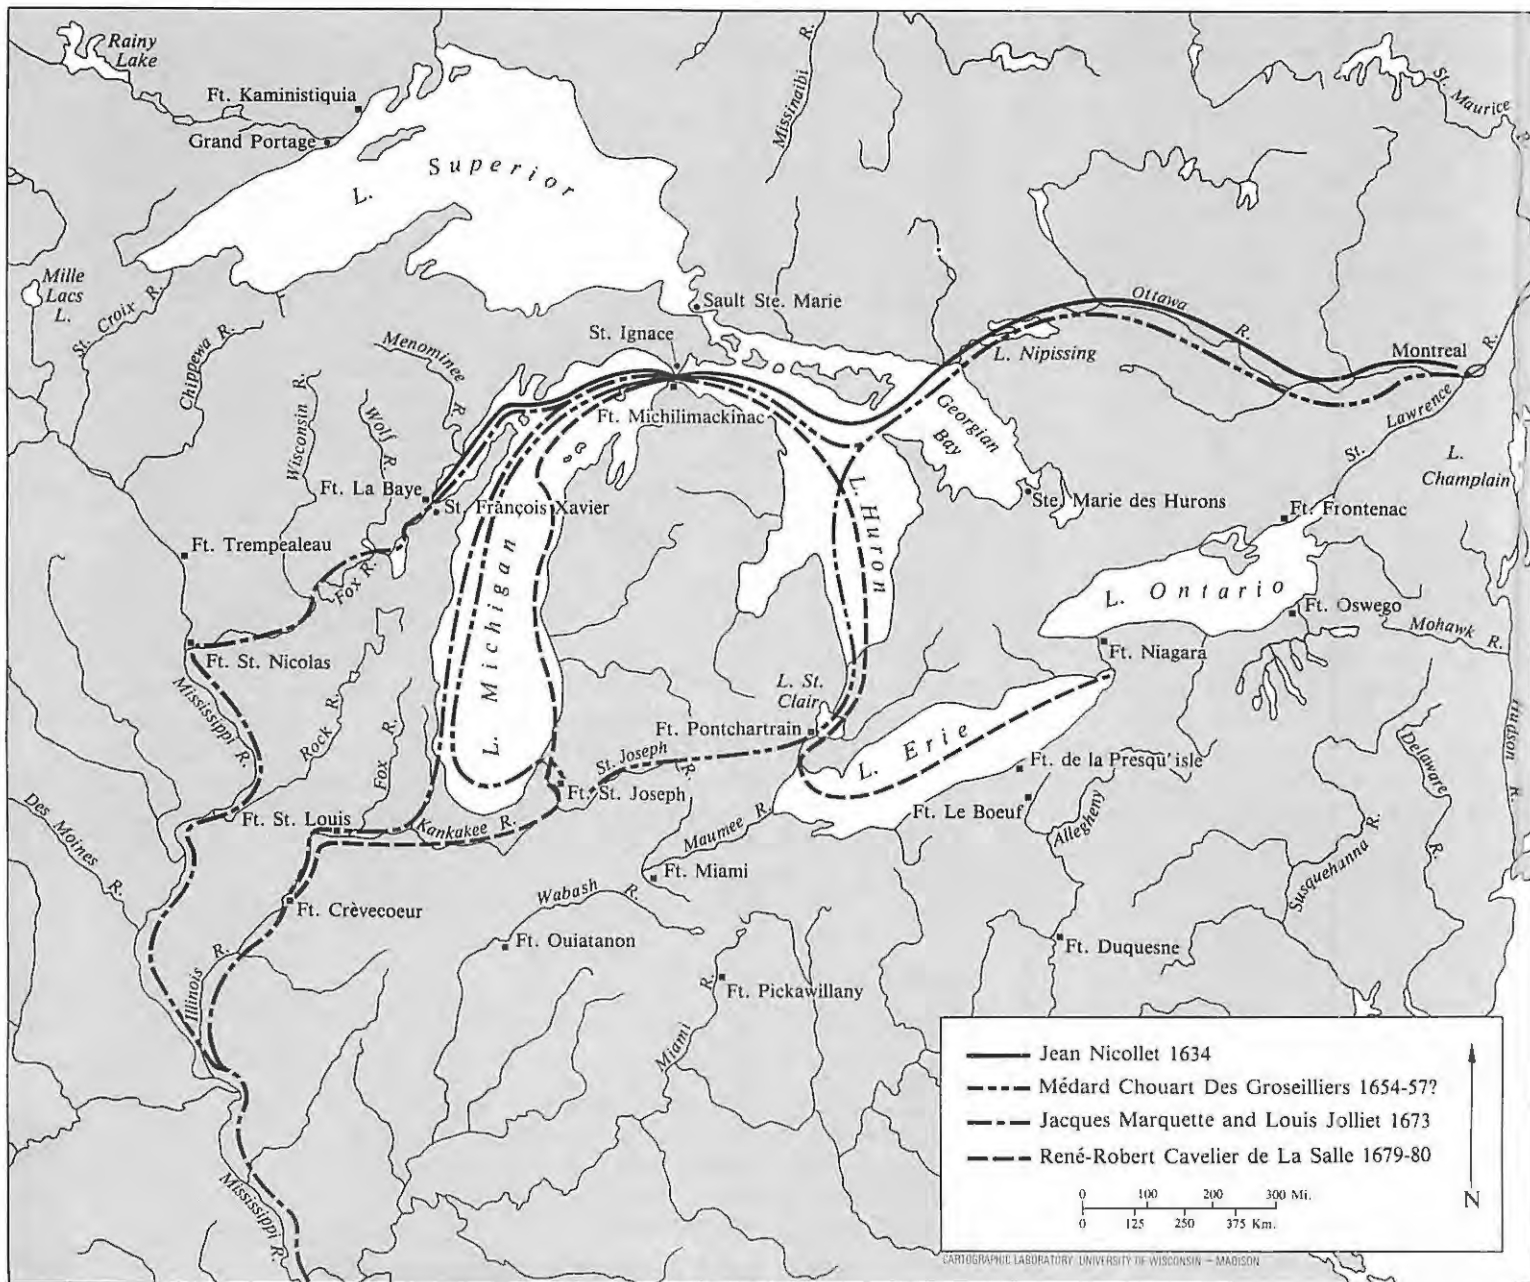 Rainy
Lake
Ft. Kaministiquia
Grand Portage
L. Superior
Missinaibi R.
St. Maurice R.
Mille
Lacs
L.
St. Croix R.
Chippewa R.
Menominee R.
Wisconsin R.
Wolf R.
Sault Ste. Marie
St. Ignace
Ft. Michilimackinac
L. Nipissing
Ottawa R.
Montreal
St. Lawrence R.
Georgian
Bay
L.
Champlain
Ft. La Baye
St. François Xavier
Ste. Marie des Hurons
Ft. Frontenac
Ft. Trempealeau
Fox R.
L. Michigan
L. Huron
L. Ontario
Ft. Oswego
Mohawk R.
Ft. St. Nicolas
Ft. Niagara
Mississippi R.
Rock R.
Fox R.
L. St.
Clair
Ft. Pontchartrain
St. Joseph R.
L. Erie
Ft. de la Presqu'isle
Hudson R.
Delaware R.
Ft. St. Joseph
Ft. Le Boeuf
Allegheny
Des Moines R.
Ft. St. Louis
Kankakee R.
Maumee R.
Ft. Miami
Susquehanna R.
Wabash R.
Ft. Crèvecoeur
Ft. Ouiatanon
Ft. Duquesne
Illinois R.
Ft. Pickawillany
Miami R.
Mississippi R.
Jean Nicollet 1634
Médard Chouart Des Groseilliers 1654-57?
Jacques Marquette and Louis Jolliet 1673
René-Robert Cavelier de La Salle 1679-80
0 100 200 300 Mi.
0 125 250 375 Km.
N
CARTOGRAPHIC LABORATORY UNIVERSITY OF WISCONSIN — MADISON